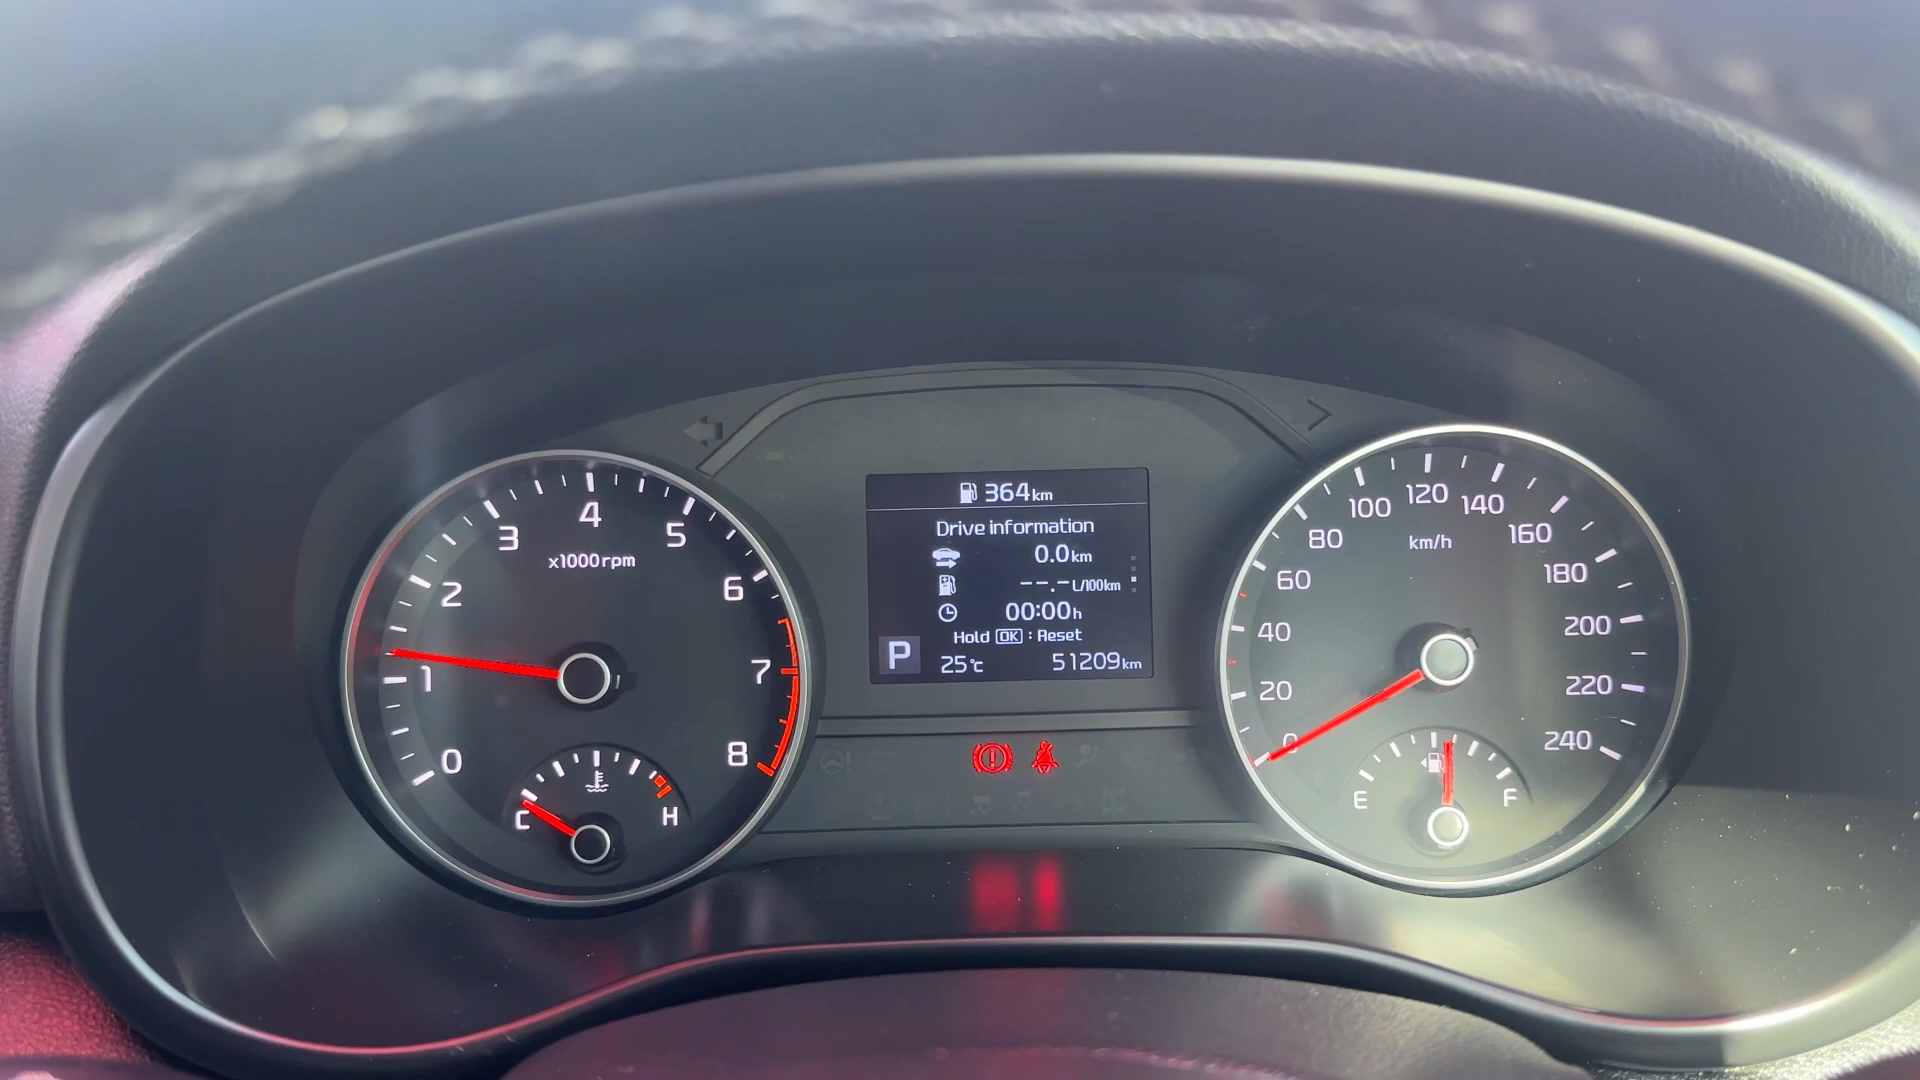 364km
Drive information
0.0km
--.- L/100km
00:00h
Hold OK : Reset
P 25℃ 51209km
0 1 2 3 4 5 6 7 8
x1000rpm
C H
0 20 40 60 80 100 120 140 160 180 200 220 240
km/h
E F